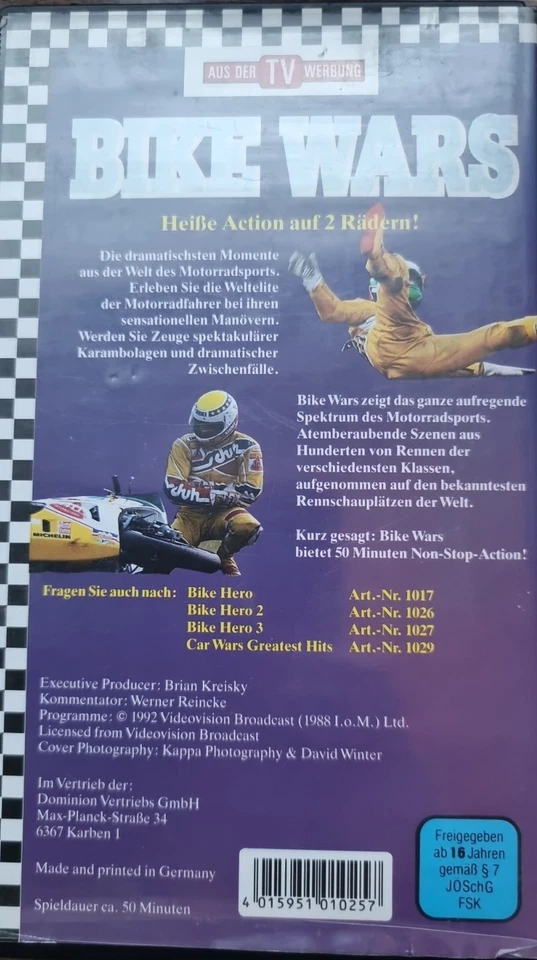 AUS DER TV WERBUNG
BIKE WARS
Heiße Action auf 2 Rädern!
Die dramatischsten Momente
aus der Welt des Motorradsports.
Erleben Sie die Weltelite
der Motorradfahrer bei ihren
sensationellen Manövern.
Werden Sie Zeuge spektakulärer
Karambolagen und dramatischer
Zwischenfälle.
Bike Wars zeigt das ganze aufregende
Spektrum des Motorradsports.
Atemberaubende Szenen aus
Hunderten von Rennen der
verschiedensten Klassen,
aufgenommen auf den bekanntesten
Rennschauplätzen der Welt.
Kurz gesagt: Bike Wars
bietet 50 Minuten Non-Stop-Action!
MICHELIN
Fragen Sie auch nach: Bike Hero Art.-Nr. 1017
Bike Hero 2 Art.-Nr. 1026
Bike Hero 3 Art.-Nr. 1027
Car Wars Greatest Hits Art.-Nr. 1029
Executive Producer: Brian Kreisky
Kommentator: Werner Reincke
Programme: © 1992 Videovision Broadcast (1988 I.o.M.) Ltd.
Licensed from Videovision Broadcast
Cover Photography: Kappa Photography & David Winter
Im Vertrieb der:
Dominion Vertriebs GmbH
Max-Planck-Straße 34
6367 Karben 1
Made and printed in Germany
Spieldauer ca. 50 Minuten
4 015951 010257
Freigegeben
ab 16 Jahren
gemäß § 7
JÖSchG
FSK